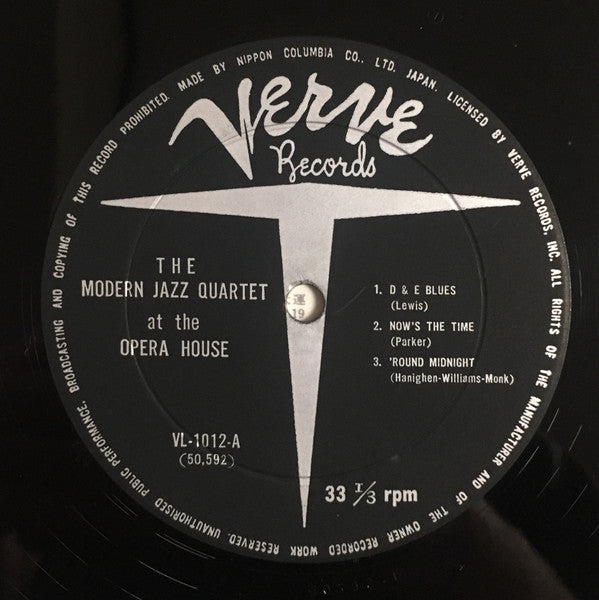 MADE BY NIPPON COLUMBIA CO., LTD. JAPAN. LICENSED BY VERVE RECORDS, INC. ALL RIGHTS OF THE MANUFACTURER AND OF THE OWNER RECORDED WORK RESERVED. UNAUTHORISED PUBLIC PERFORMANCE, BROADCASTING AND COPYING OF THIS RECORD PROHIBITED.
Verve
Records
THE
MODERN JAZZ QUARTET
at the
OPERA HOUSE
VL-1012-A
(50,592)
運
19
1. D & E BLUES
(Lewis)
2. NOW'S THE TIME
(Parker)
3. 'ROUND MIDNIGHT
(Hanighen-Williams-Monk)
33 1/3 rpm